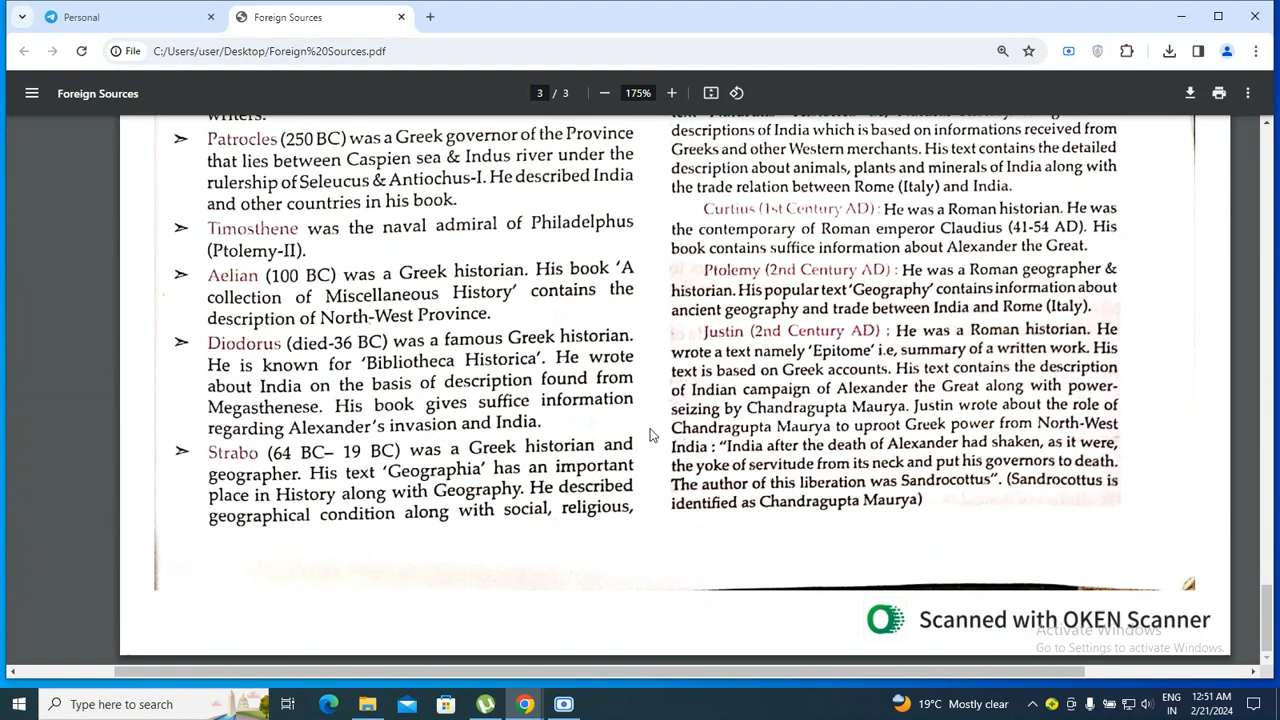 Personal
Foreign Sources
File
C:/Users/user/Desktop/Foreign%20Sources.pdf
Foreign Sources
3 / 3
175%
writers.
➢ Patrocles (250 BC) was a Greek governor of the Province
that lies between Caspien sea & Indus river under the
rulership of Seleucus & Antiochus-I. He described India
and other countries in his book.
➢ Timosthene was the naval admiral of Philadelphus
(Ptolemy-II).
➢ Aelian (100 BC) was a Greek historian. His book 'A
collection of Miscellaneous History' contains the
description of North-West Province.
➢ Diodorus (died-36 BC) was a famous Greek historian.
He is known for 'Bibliotheca Historica'. He wrote
about India on the basis of description found from
Megasthenese. His book gives suffice information
regarding Alexander's invasion and India.
➢ Strabo (64 BC– 19 BC) was a Greek historian and
geographer. His text 'Geographia' has an important
place in History along with Geography. He described
geographical condition along with social, religious,
descriptions of India which is based on informations received from
Greeks and other Western merchants. His text contains the detailed
description about animals, plants and minerals of India along with
the trade relation between Rome (Italy) and India.
Curtius (1st Century AD) : He was a Roman historian. He was
the contemporary of Roman emperor Claudius (41-54 AD). His
book contains suffice information about Alexander the Great.
Ptolemy (2nd Century AD) : He was a Roman geographer &
historian. His popular text 'Geography' contains information about
ancient geography and trade between India and Rome (Italy).
Justin (2nd Century AD) : He was a Roman historian. He
wrote a text namely 'Epitome' i.e, summary of a written work. His
text is based on Greek accounts. His text contains the description
of Indian campaign of Alexander the Great along with power-
seizing by Chandragupta Maurya. Justin wrote about the role of
Chandragupta Maurya to uproot Greek power from North-West
India : "India after the death of Alexander had shaken, as it were,
the yoke of servitude from its neck and put his governors to death.
The author of this liberation was Sandrocottus". (Sandrocottus is
identified as Chandragupta Maurya)
Scanned with OKEN Scanner
Activate Windows
Go to Settings to activate Windows.
Type here to search
19°C Mostly clear
ENG
IN
12:51 AM
2/21/2024